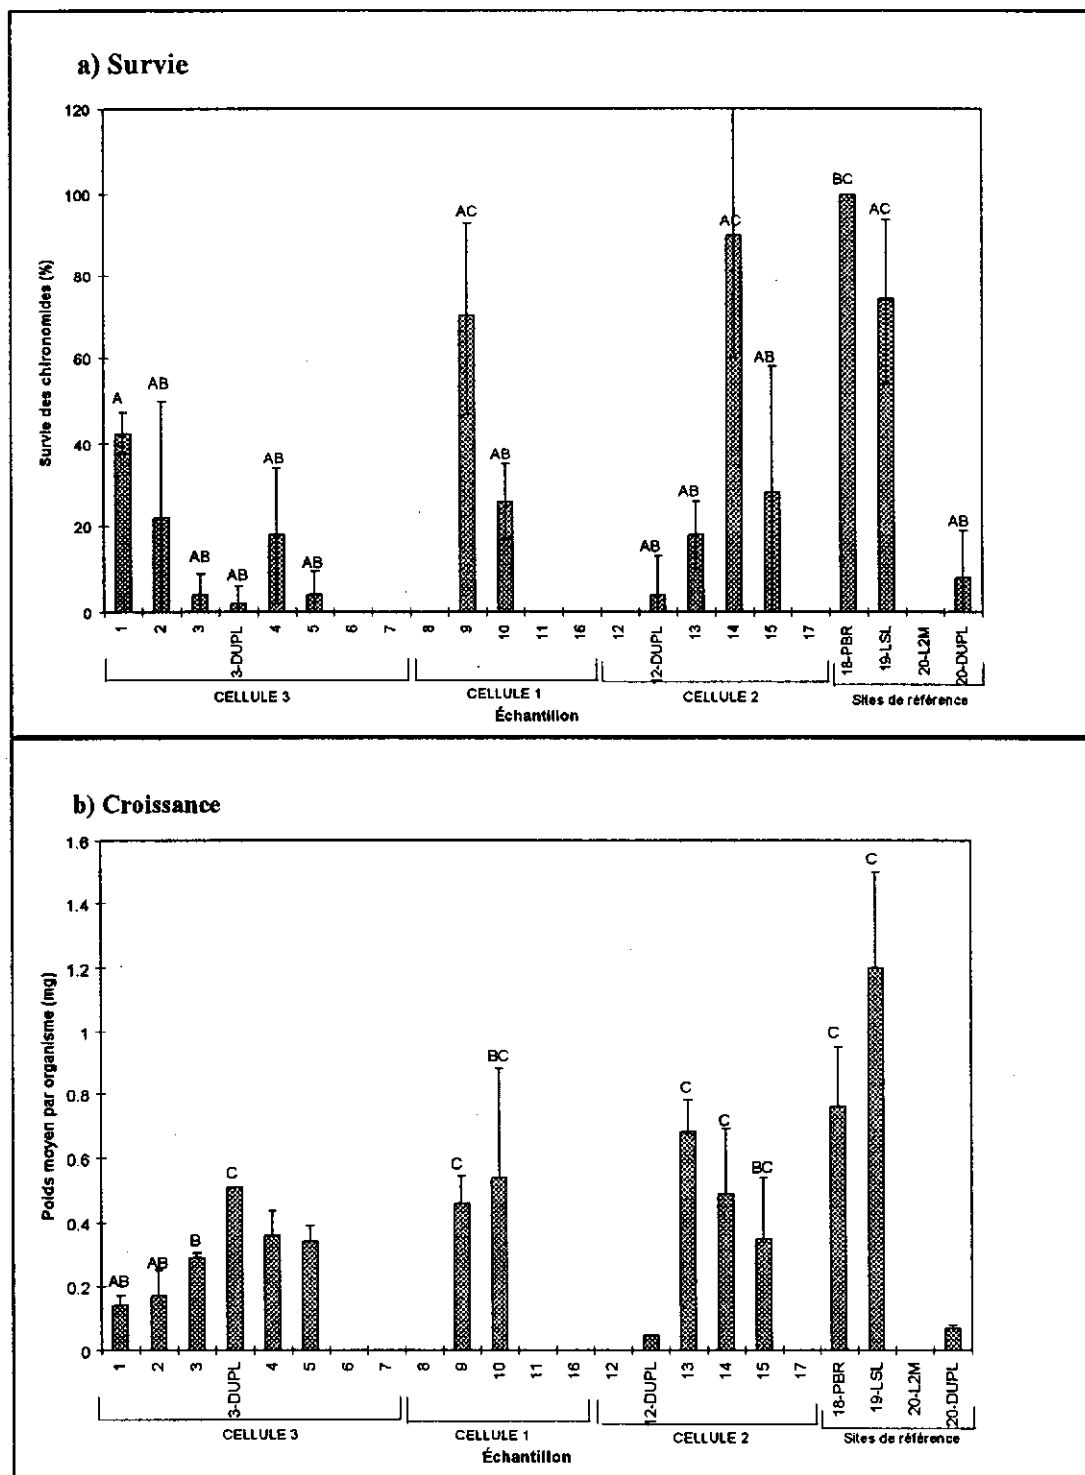 a) Survie
120
100
80
60
40
20
0
Survie des chironomides (%)
A
AB
AB
AB
AB
AB
AC
AB
AB
AB
AC
AB
BC
AC
AB
1 2 3 3-DUPL 4 5 6 7 8 9 10 11 16 12 12-DUPL 13 14 15 17 18-PBR 19-LSL 20-L2M 20-DUPL
CELLULE 3 CELLULE 1 CELLULE 2 Sites de référence
Échantillon
b) Croissance
1.6
1.4
1.2
1
0.8
0.6
0.4
0.2
0
Poids moyen par organisme (mg)
AB
AB
B
C
C
BC
C
C
BC
C
C
1 2 3 3-DUPL 4 5 6 7 8 9 10 11 16 12 12-DUPL 13 14 15 17 18-PBR 19-LSL 20-L2M 20-DUPL
CELLULE 3 CELLULE 1 CELLULE 2 Sites de référence
Échantillon